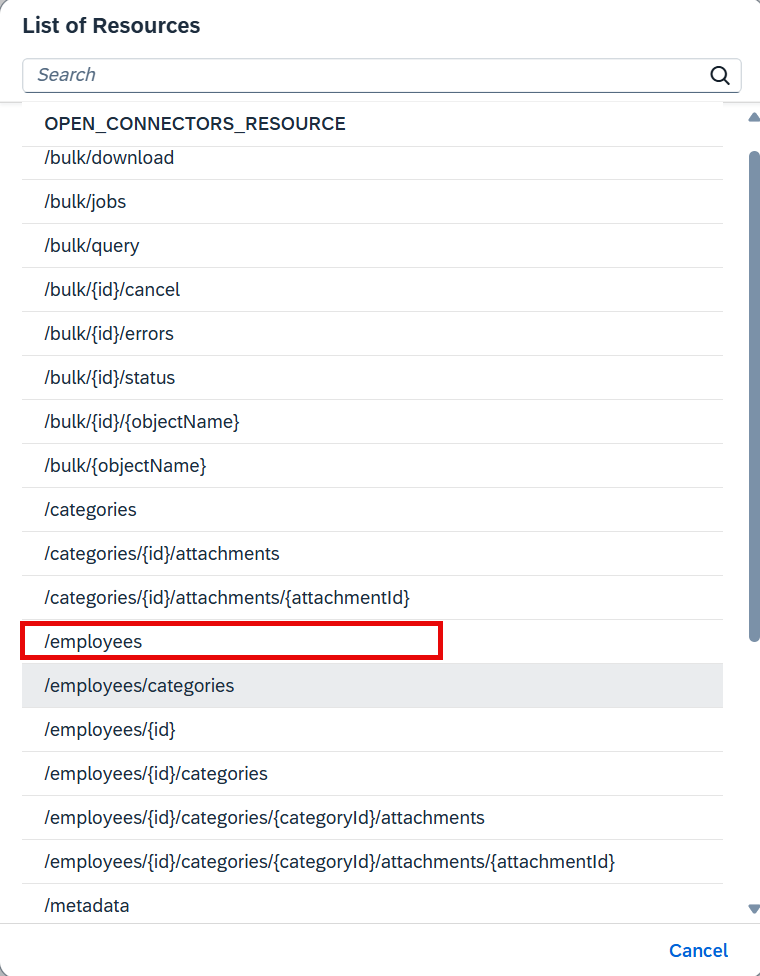 List of Resources
Search
OPEN_CONNECTORS_RESOURCE
/bulk/download
/bulk/jobs
/bulk/query
/bulk/{id}/cancel
/bulk/{id}/errors
/bulk/{id}/status
/bulk/{id}/{objectName}
/bulk/{objectName}
/categories
/categories/{id}/attachments
/categories/{id}/attachments/{attachmentId}
/employees
/employees/categories
/employees/{id}
/employees/{id}/categories
/employees/{id}/categories/{categoryId}/attachments
/employees/{id}/categories/{categoryId}/attachments/{attachmentId}
/metadata
Cancel